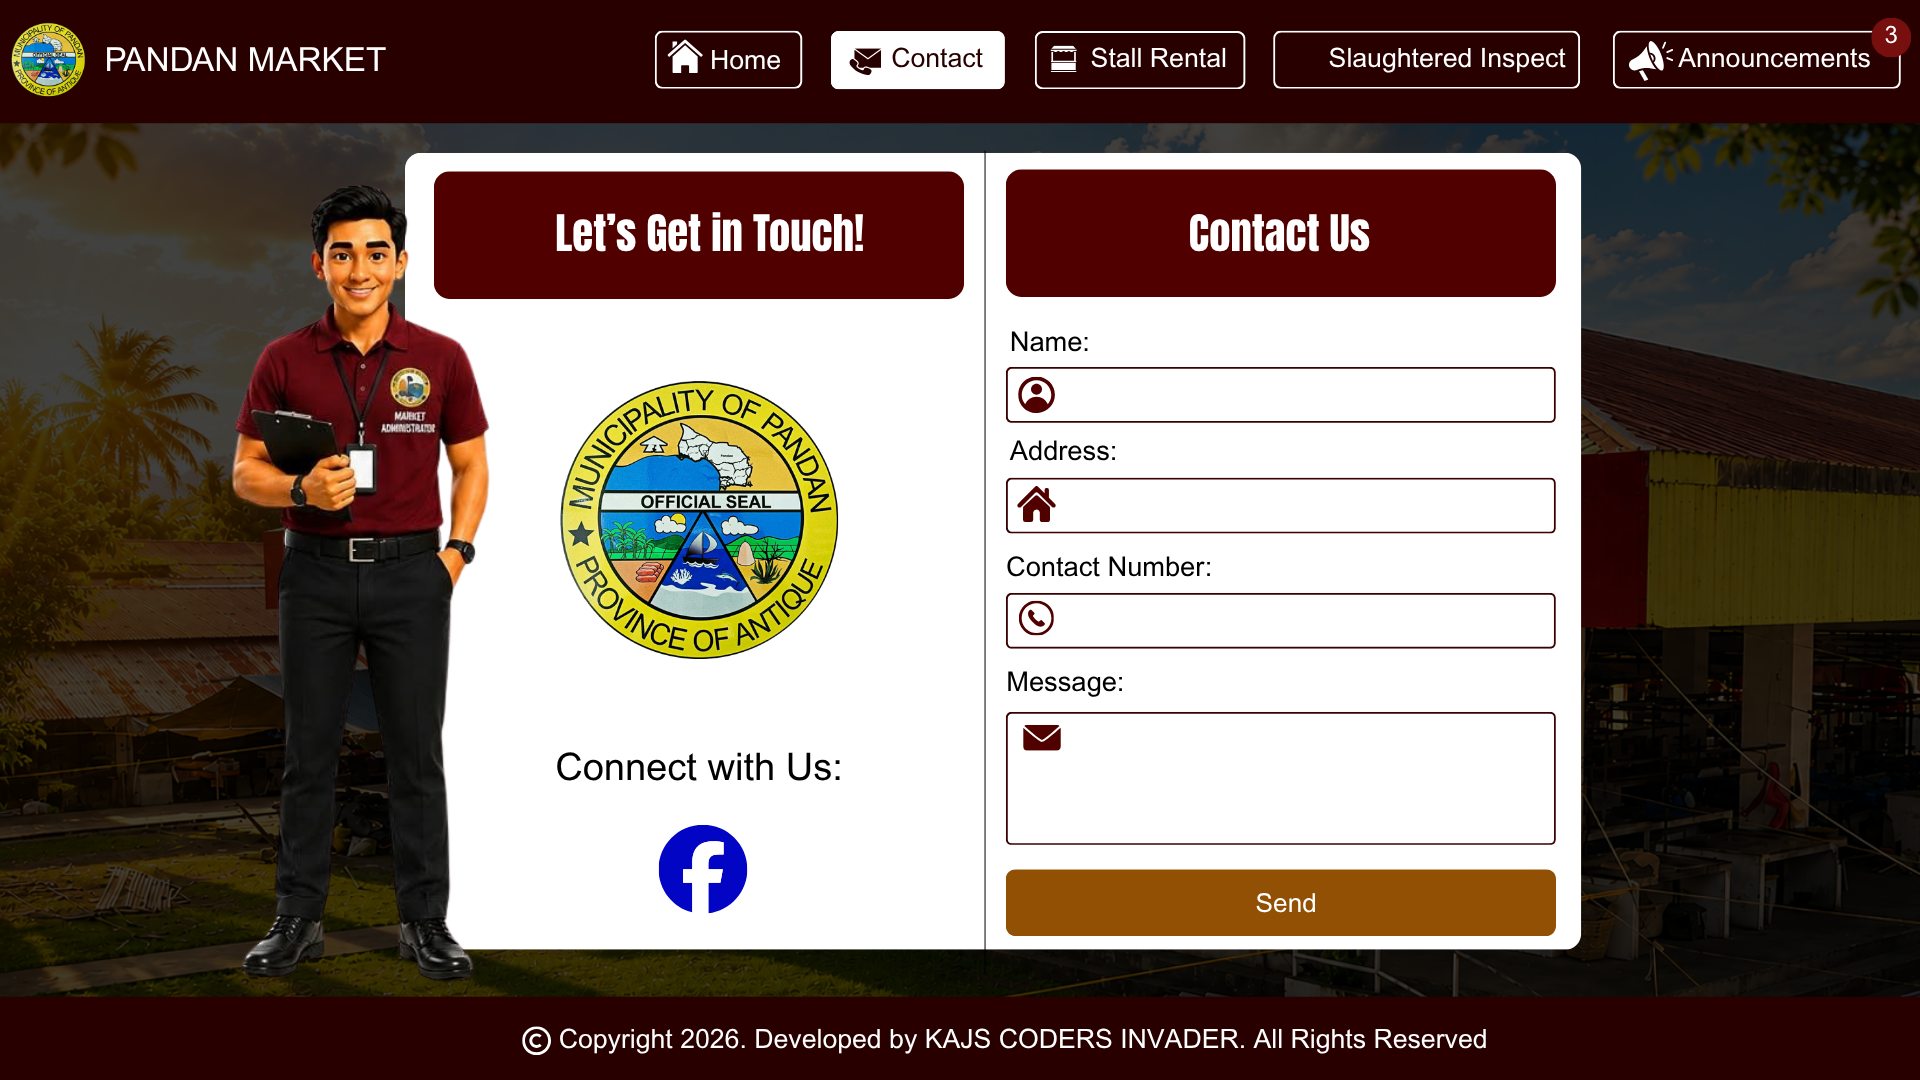 PANDAN MARKET
Home
Contact
Stall Rental
Slaughtered Inspect
Announcements
3
Let's Get in Touch!
MARKET
ADMINISTRATOR
MUNICIPALITY OF PANDAN
OFFICIAL SEAL
PROVINCE OF ANTIQUE
Connect with Us:
Contact Us
Name:
Address:
Contact Number:
Message:
Send
© Copyright 2026. Developed by KAJS CODERS INVADER. All Rights Reserved